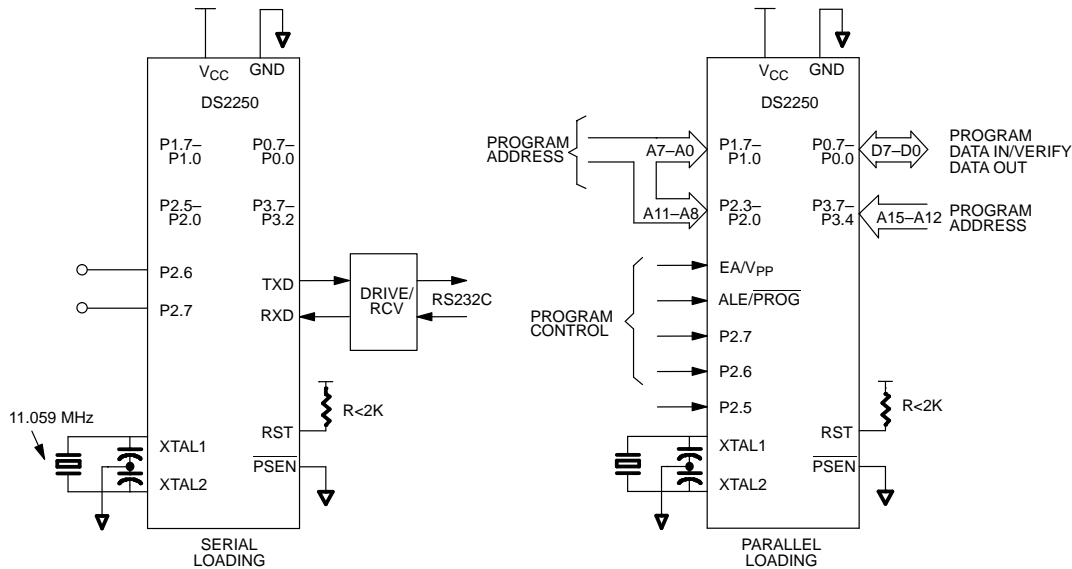 VCC
GND
DS2250
P1.7–
P1.0
P0.7–
P0.0
P2.5–
P2.0
P3.7–
P3.2
P2.6
P2.7
TXD
RXD
DRIVE/
RCV
RS232C
11.059 MHz
R<2K
RST
XTAL1
PSEN
XTAL2
SERIAL
LOADING
VCC
GND
DS2250
PROGRAM
ADDRESS
A7–A0
P1.7–
P1.0
P0.7–
P0.0
D7–D0
PROGRAM
DATA IN/VERIFY
DATA OUT
A11–A8
P2.3–
P2.0
P3.7–
P3.4
A15–A12
PROGRAM
ADDRESS
PROGRAM
CONTROL
EA/VPP
ALE/PROG
P2.7
P2.6
P2.5
R<2K
RST
XTAL1
PSEN
XTAL2
PARALLEL
LOADING